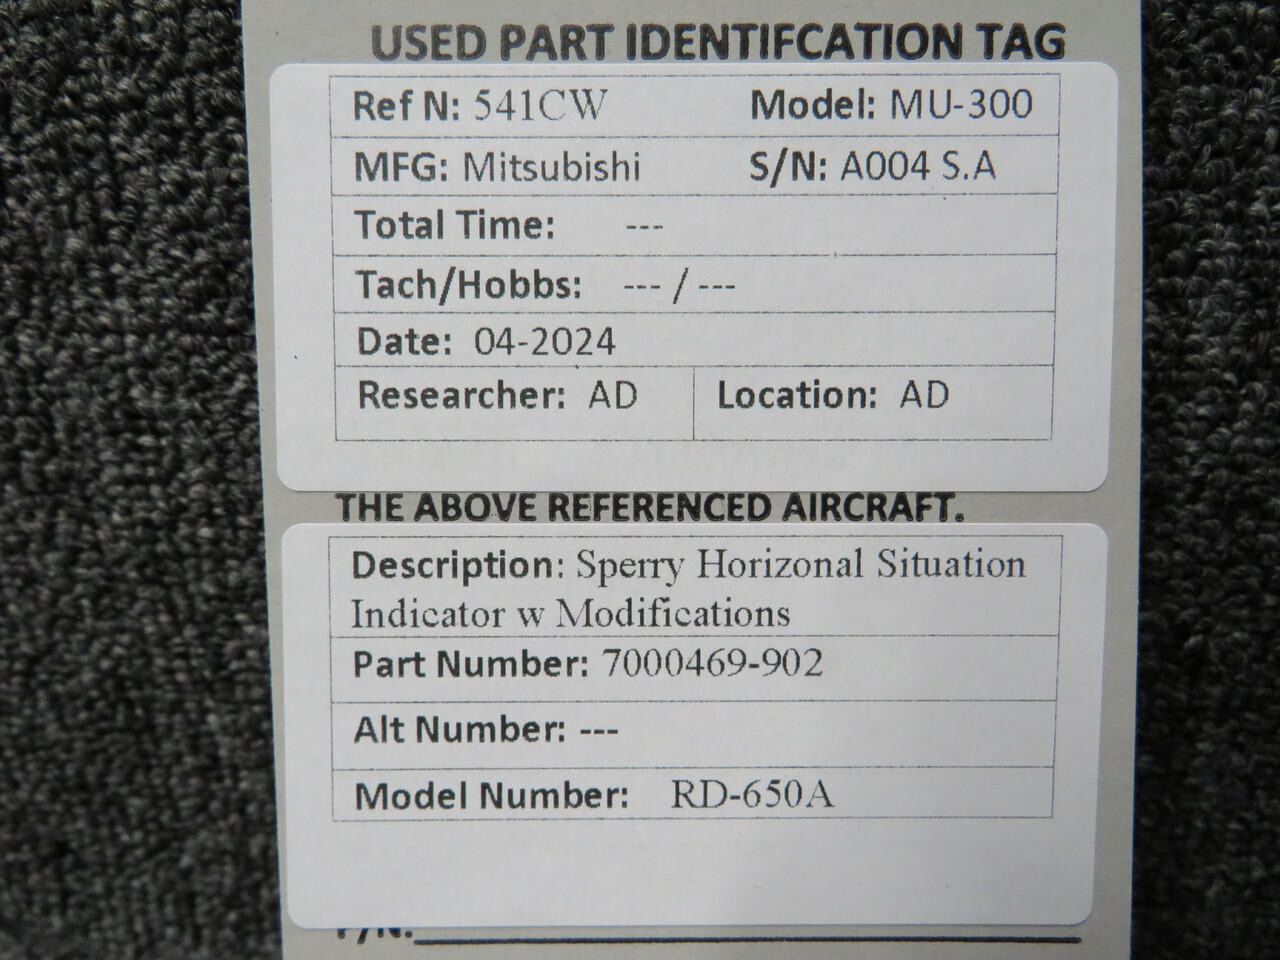 USED PART IDENTIFCATION TAG
Ref N: 541CW Model: MU-300
MFG: Mitsubishi S/N: A004 S.A
Total Time: ---
Tach/Hobbs: --- / ---
Date: 04-2024
Researcher: AD Location: AD
THE ABOVE REFERENCED AIRCRAFT.
Description: Sperry Horizonal Situation
Indicator w Modifications
Part Number: 7000469-902
Alt Number: ---
Model Number: RD-650A
P/N: